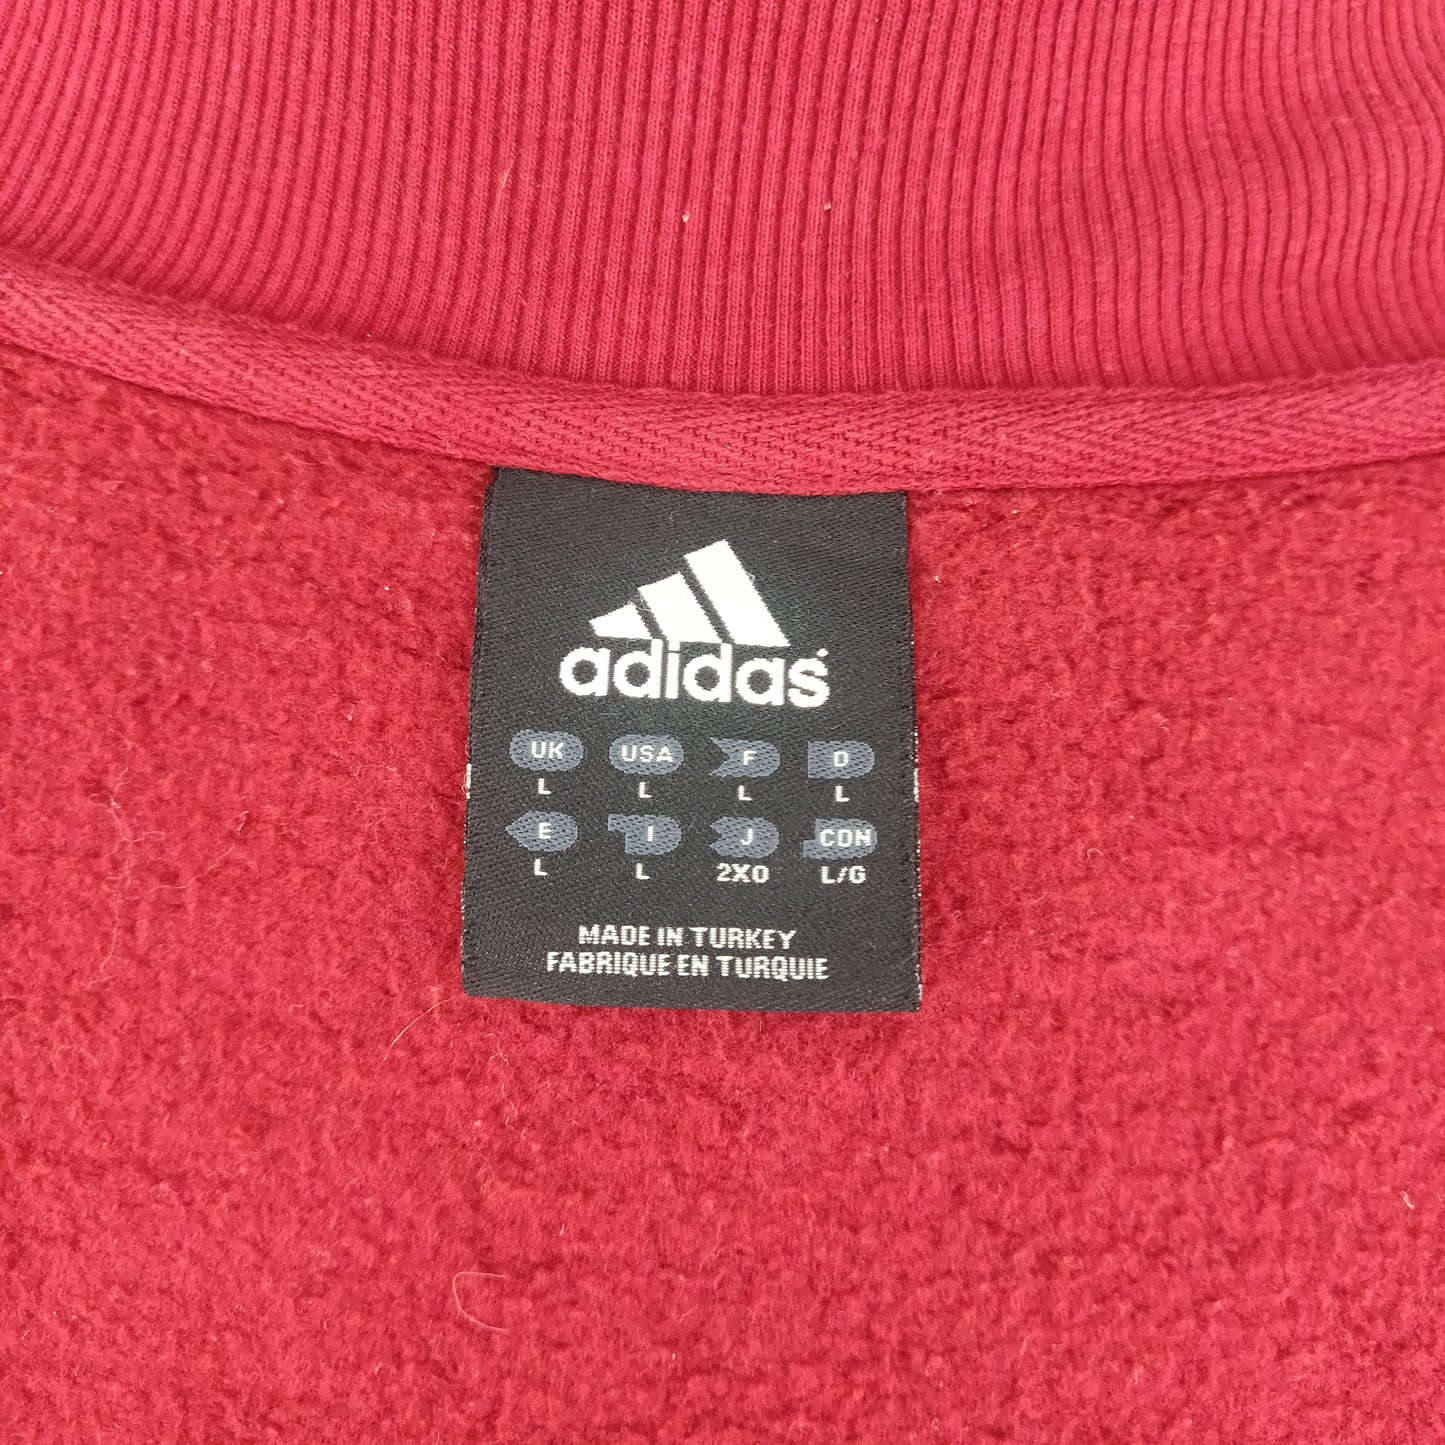 adidas
UK USA F D
L L L L
E I J CDN
L L 2XO L/G
MADE IN TURKEY
FABRIQUE EN TURQUIE